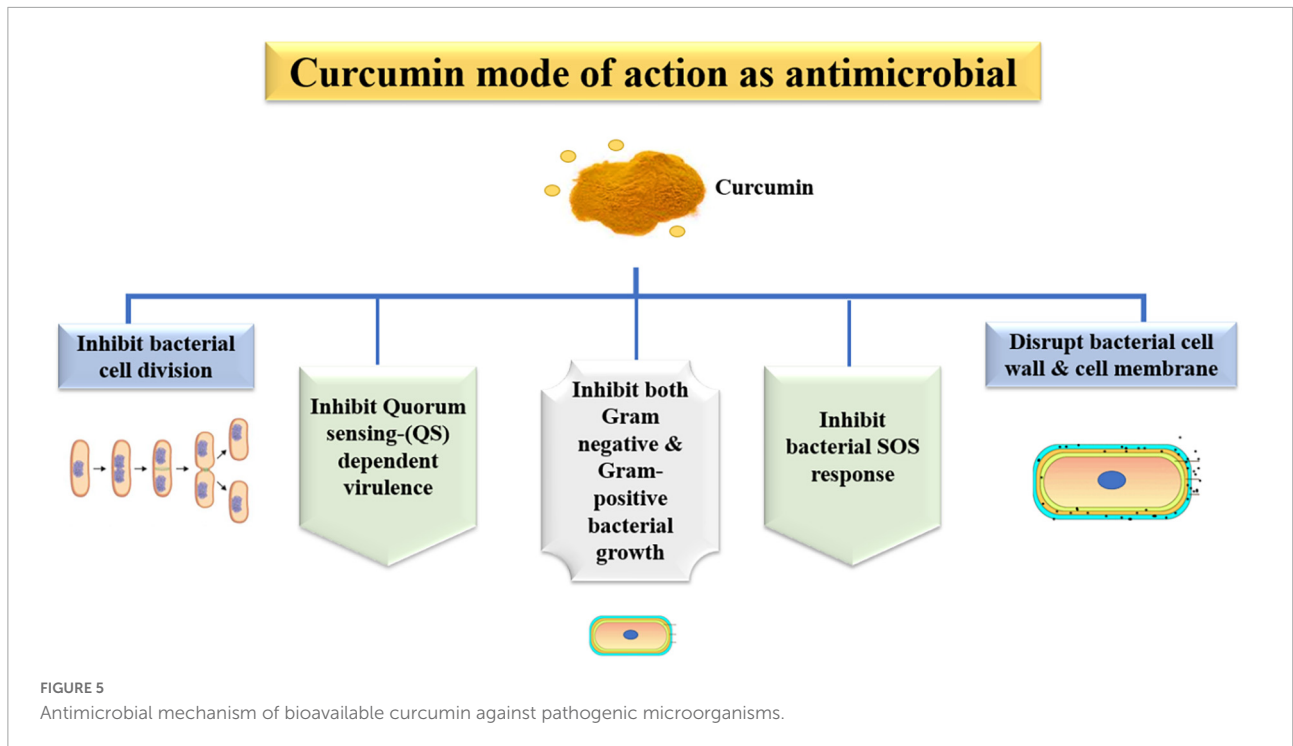 Curcumin mode of action as antimicrobial
Curcumin
Inhibit bacterial
cell division
Inhibit Quorum
sensing-(QS)
dependent
virulence
Inhibit both
Gram
negative &
Gram-
positive
bacterial
growth
Inhibit
bacterial SOS
response
Disrupt bacterial cell
wall & cell membrane
FIGURE 5
Antimicrobial mechanism of bioavailable curcumin against pathogenic microorganisms.